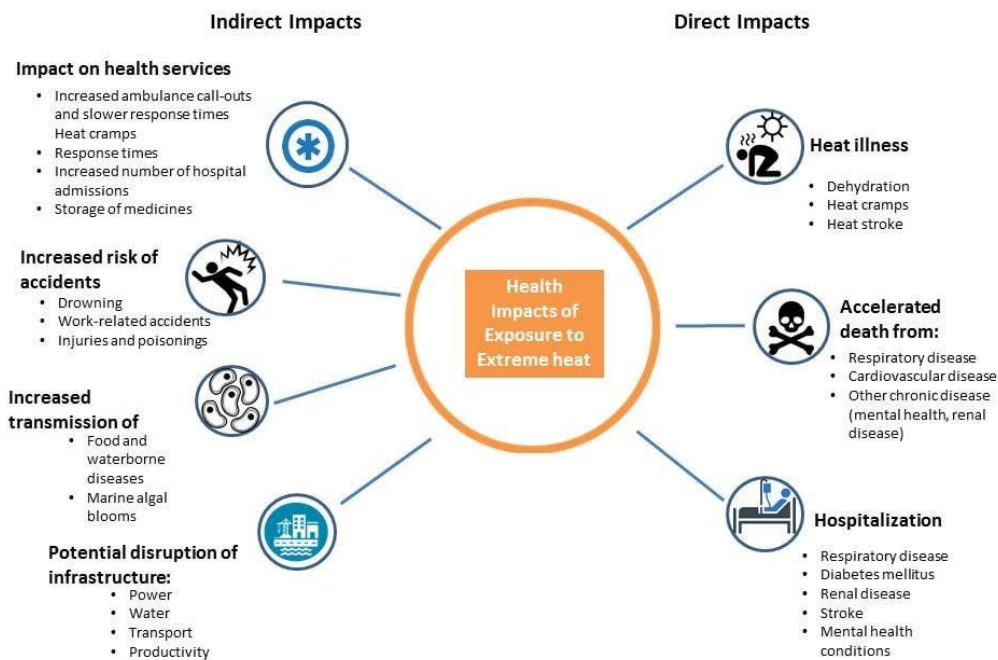 Indirect Impacts
Impact on health services
• Increased ambulance call-outs
and slower response times
Heat cramps
• Response times
• Increased number of hospital
admissions
• Storage of medicines
Increased risk of
accidents
• Drowning
• Work-related accidents
• Injuries and poisonings
Increased
transmission of
• Food and
waterborne
diseases
• Marine algal
blooms
Potential disruption of
infrastructure:
• Power
• Water
• Transport
• Productivity
Health
Impacts of
Exposure to
Extreme heat
Direct Impacts
Heat illness
• Dehydration
• Heat cramps
• Heat stroke
Accelerated
death from:
• Respiratory disease
• Cardiovascular disease
• Other chronic disease
(mental health, renal
disease)
Hospitalization
• Respiratory disease
• Diabetes mellitus
• Renal disease
• Stroke
• Mental health
conditions